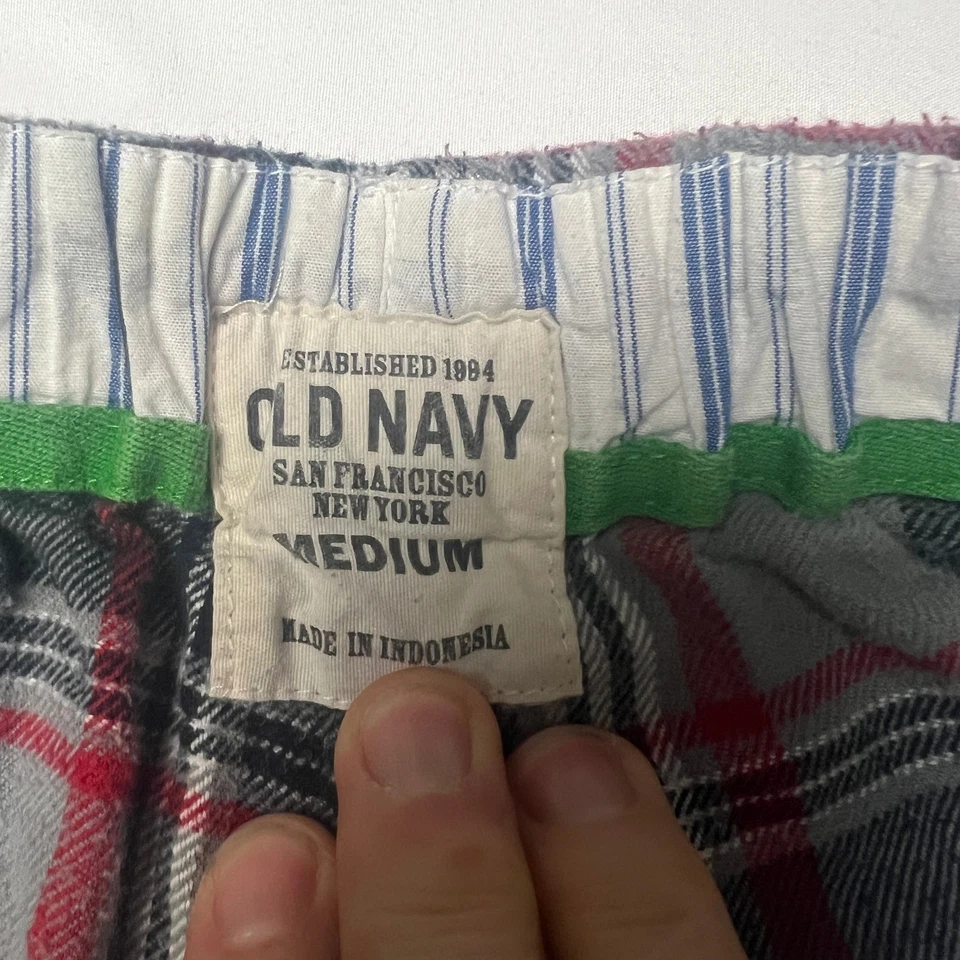 ESTABLISHED 1994
OLD NAVY
SAN FRANCISCO
NEW YORK
MEDIUM
MADE IN INDONESIA